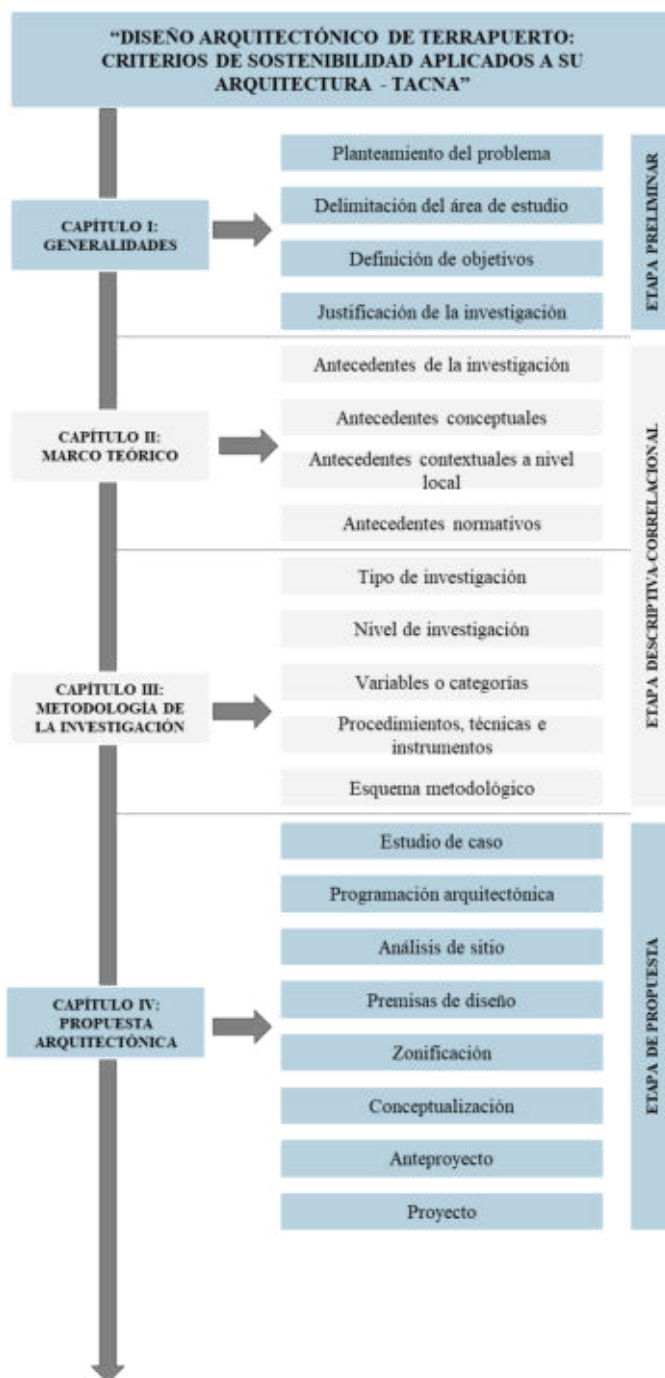 “DISEÑO ARQUITECTÓNICO DE TERRAPUERTO:
CRITERIOS DE SOSTENIBILIDAD APLICADOS A SU
ARQUITECTURA - TACNA”
CAPÍTULO I:
GENERALIDADES
Planteamiento del problema
Delimitación del área de estudio
Definición de objetivos
Justificación de la investigación
ETAPA PRELIMINAR
CAPÍTULO II:
MARCO TEÓRICO
Antecedentes de la investigación
Antecedentes conceptuales
Antecedentes contextuales a nivel
local
Antecedentes normativos
CAPÍTULO III:
METODOLOGÍA DE
LA INVESTIGACIÓN
Tipo de investigación
Nivel de investigación
Variables o categorías
Procedimientos, técnicas e
instrumentos
Esquema metodológico
ETAPA DESCRIPTIVA-CORRELACIONAL
CAPÍTULO IV:
PROPUESTA
ARQUITECTÓNICA
Estudio de caso
Programación arquitectónica
Análisis de sitio
Premisas de diseño
Zonificación
Conceptualización
Anteproyecto
Proyecto
ETAPA DE PROPUESTA